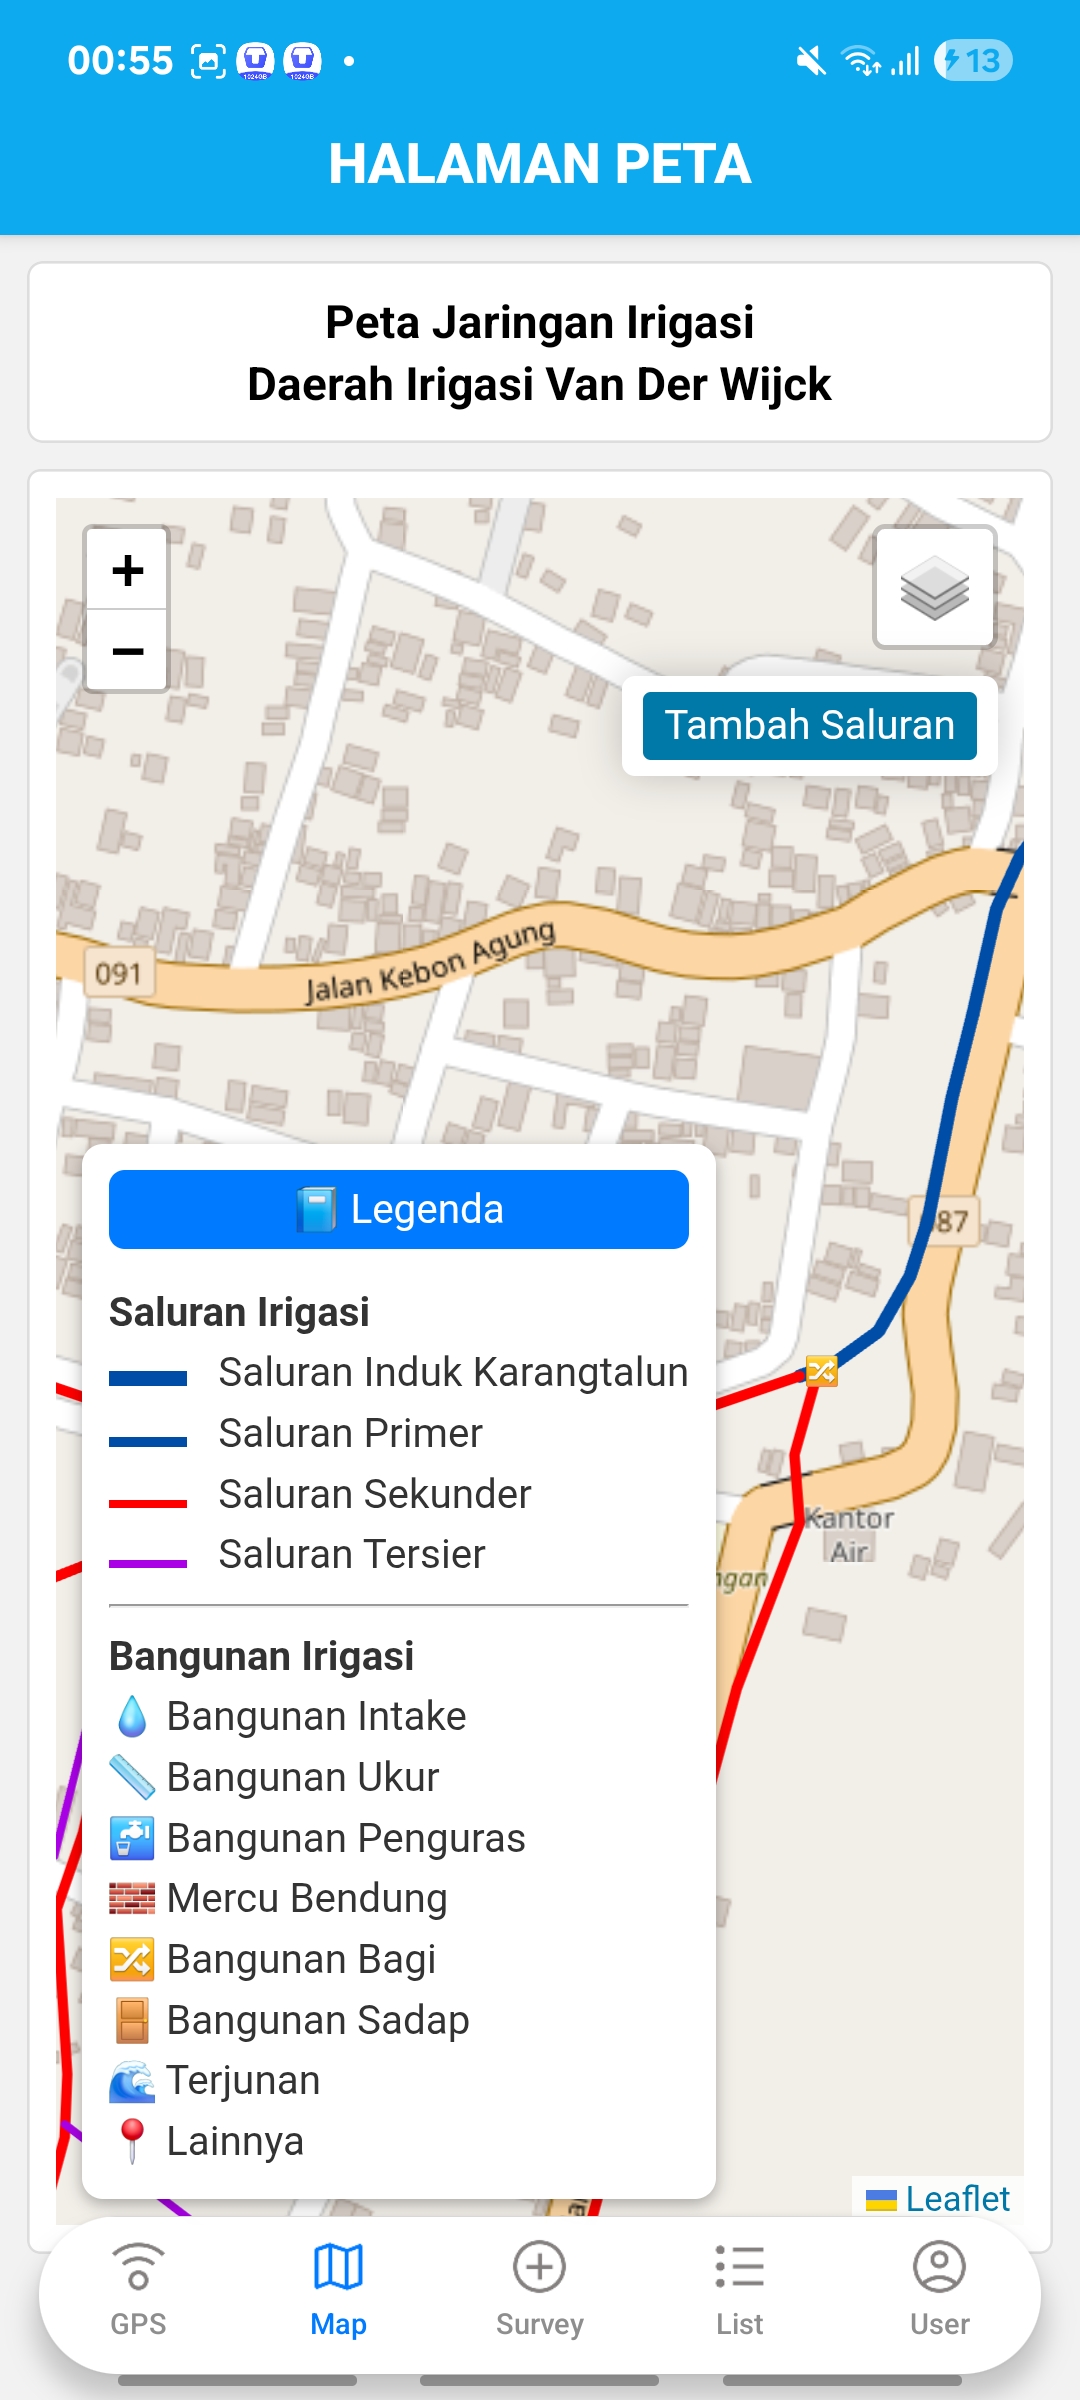 00:55
13
HALAMAN PETA
Peta Jaringan Irigasi
Daerah Irigasi Van Der Wijck
+
−
Tambah Saluran
091
Jalan Kebon Agung
87
Legenda
Saluran Irigasi
Saluran Induk Karangtalun
Saluran Primer
Saluran Sekunder
Saluran Tersier
Kantor
Air
ngan
Bangunan Irigasi
Bangunan Intake
Bangunan Ukur
Bangunan Penguras
Mercu Bendung
Bangunan Bagi
Bangunan Sadap
Terjunan
Lainnya
Leaflet
GPS
Map
Survey
List
User